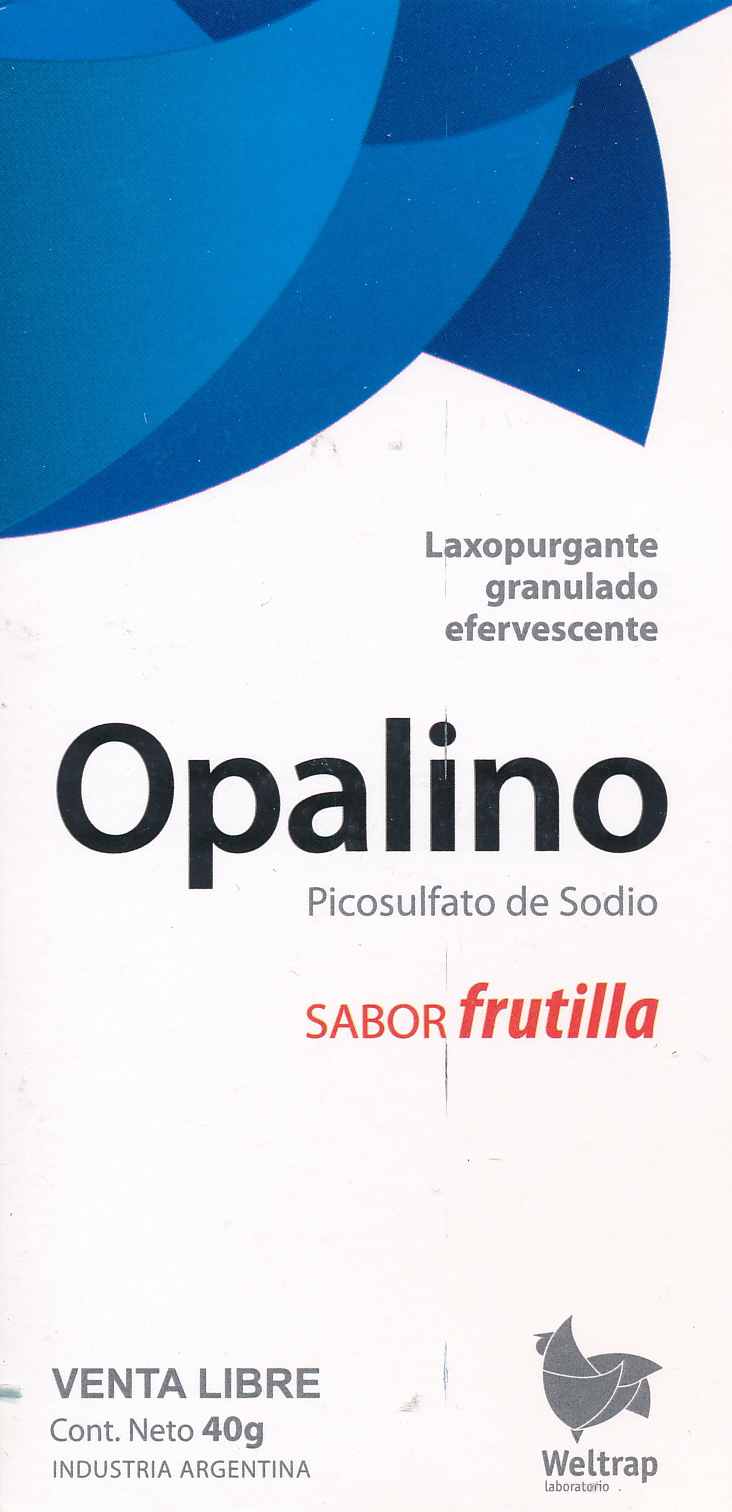 Laxopurgante
granulado
efervescente
Opalino
Picosulfato de Sodio
SABOR frutilla
VENTA LIBRE
Cont. Neto 40g
INDUSTRIA ARGENTINA
Weltrap
laboratorio